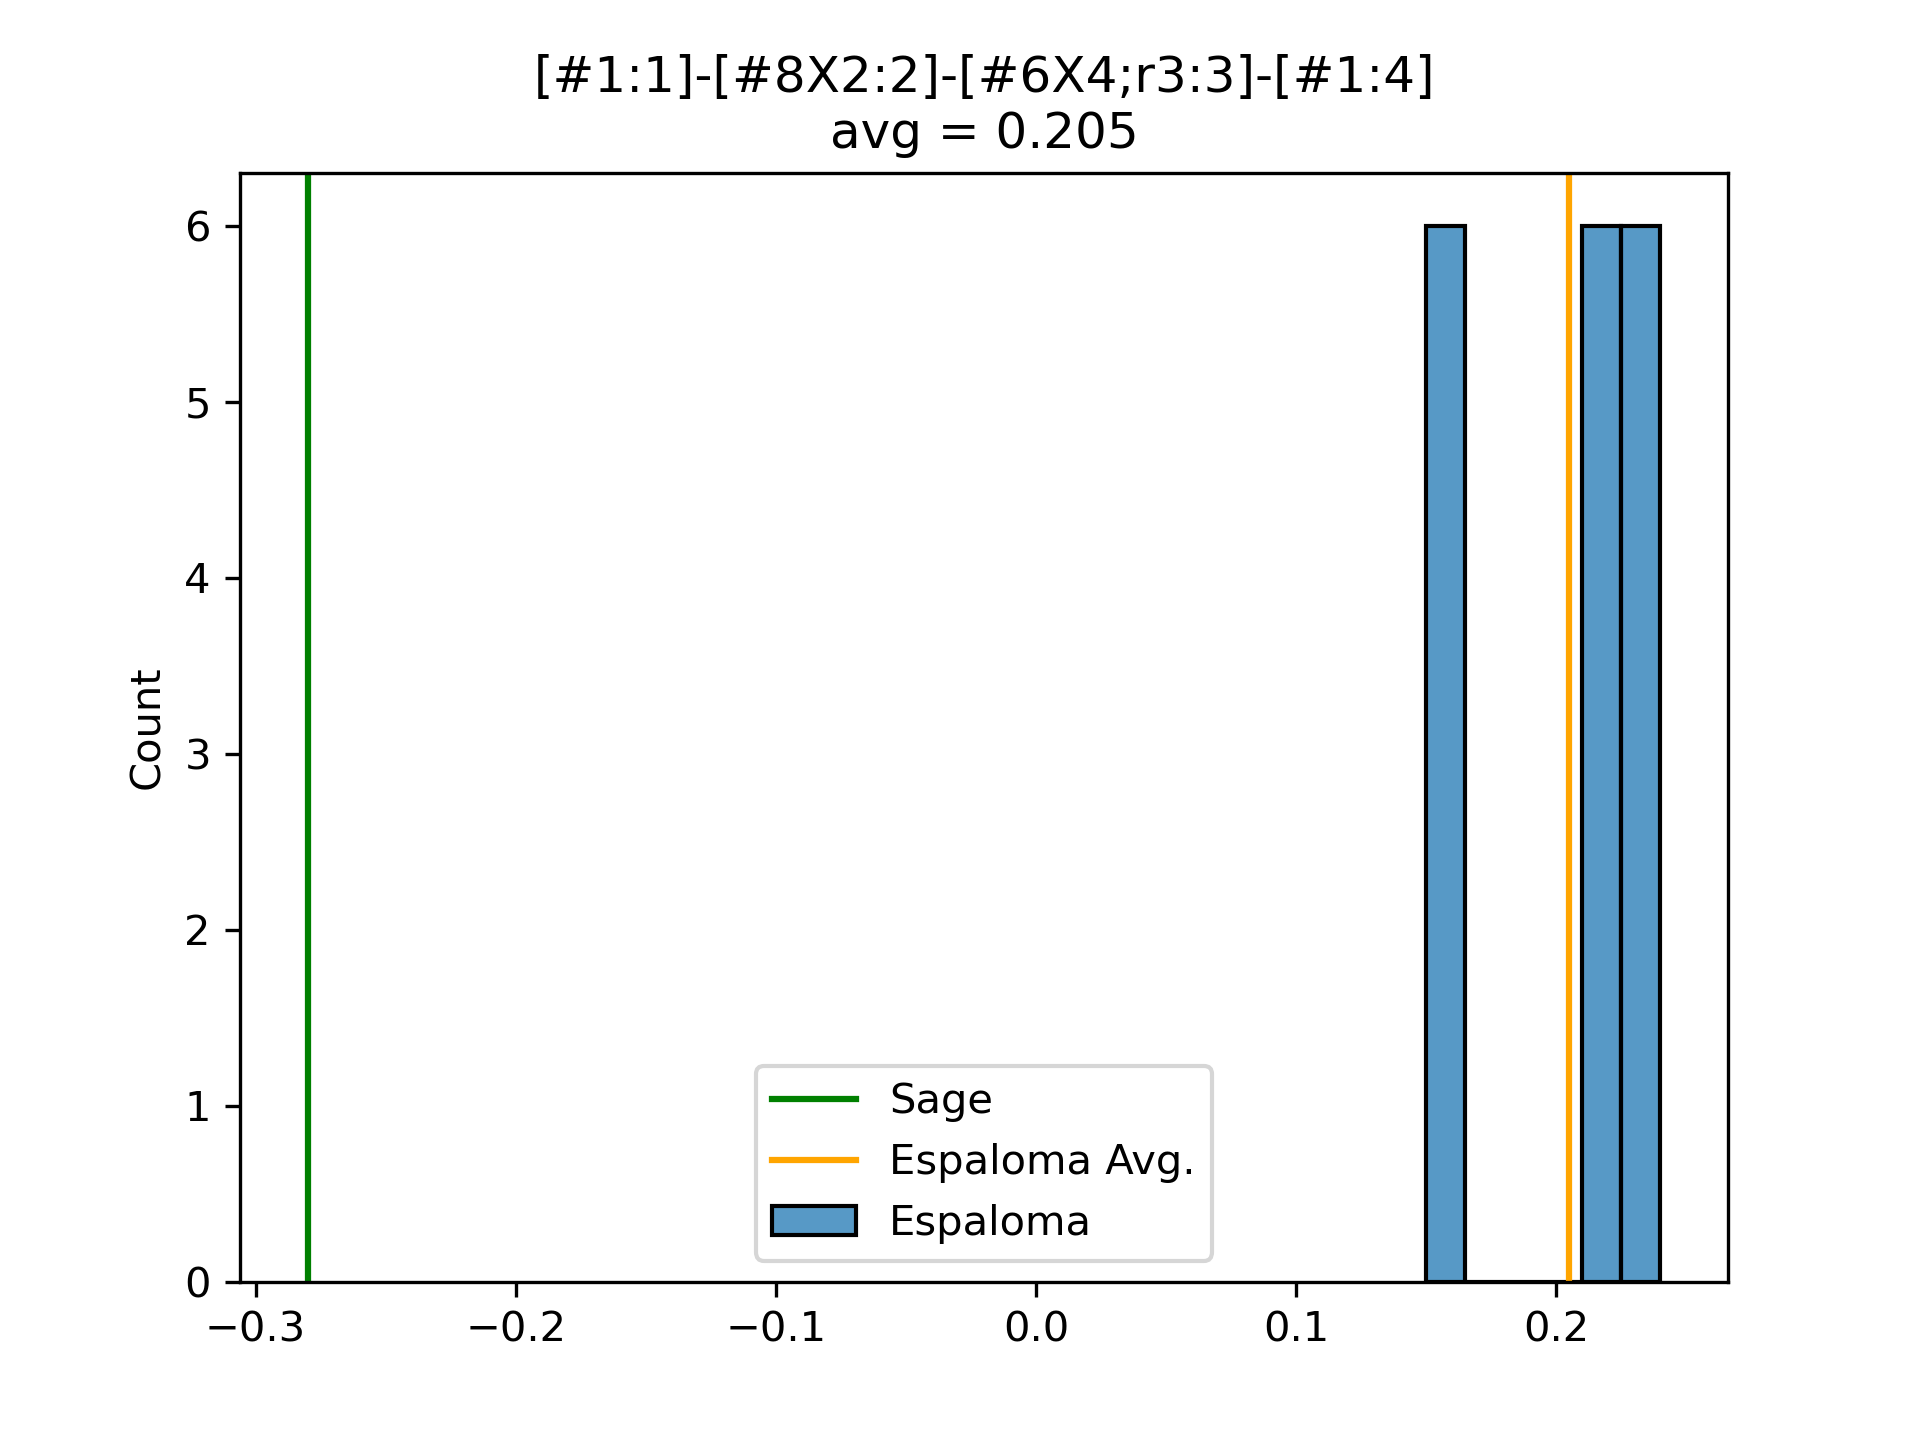 [#1:1]-[#8X2:2]-[#6X4;r3:3]-[#1:4]
avg = 0.205
6
5
4
3
2
1
0
Count
Sage
Espaloma Avg.
Espaloma
−0.3 −0.2 −0.1 0.0 0.1 0.2